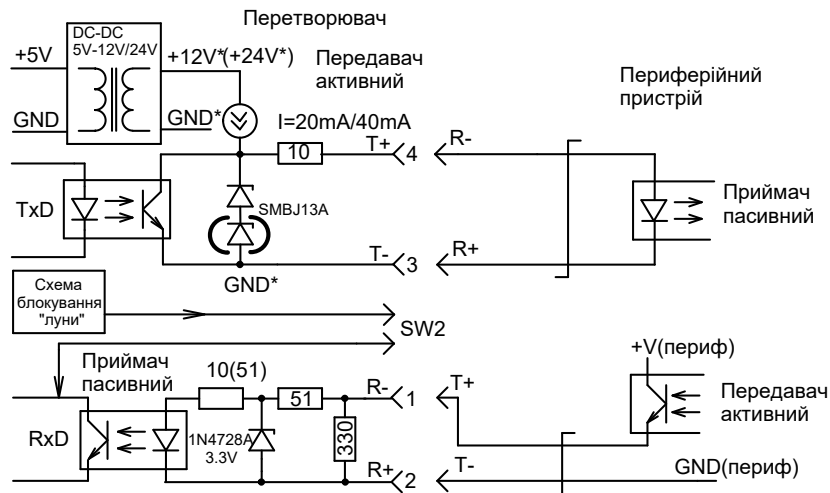 Перетворювач
DC-DC
5V-12V/24V
+5V
+12V*(+24V*)
Передавач
активний
Периферійний
пристрій
GND
GND*
I=20mA/40mA
10
T+
4
R-
TxD
SMBJ13A
Приймач
пасивний
T-
3
R+
GND*
Схема
блокування
"луни"
SW2
Приймач
пасивний
10(51)
51
R-
1
T+
+V(периф)
Передавач
активний
RxD
1N4728A
3.3V
330
R+
2
T-
GND(периф)